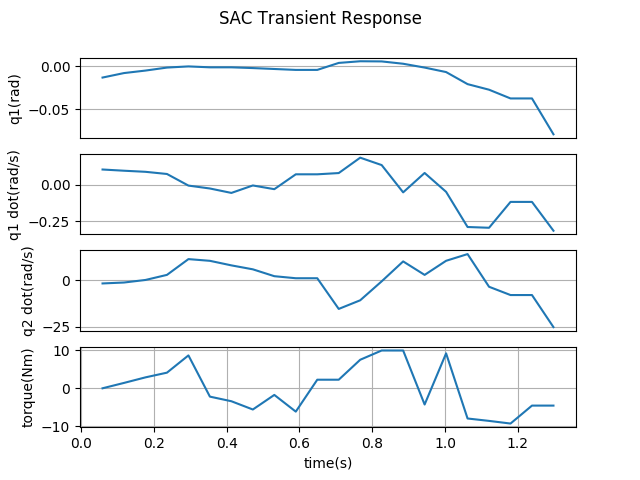 SAC Transient Response
q1(rad)
0.00
−0.05
q1 dot(rad/s)
0.00
−0.25
q2 dot(rad/s)
0
−25
torque(Nm)
10
0
−10
0.0 0.2 0.4 0.6 0.8 1.0 1.2
time(s)